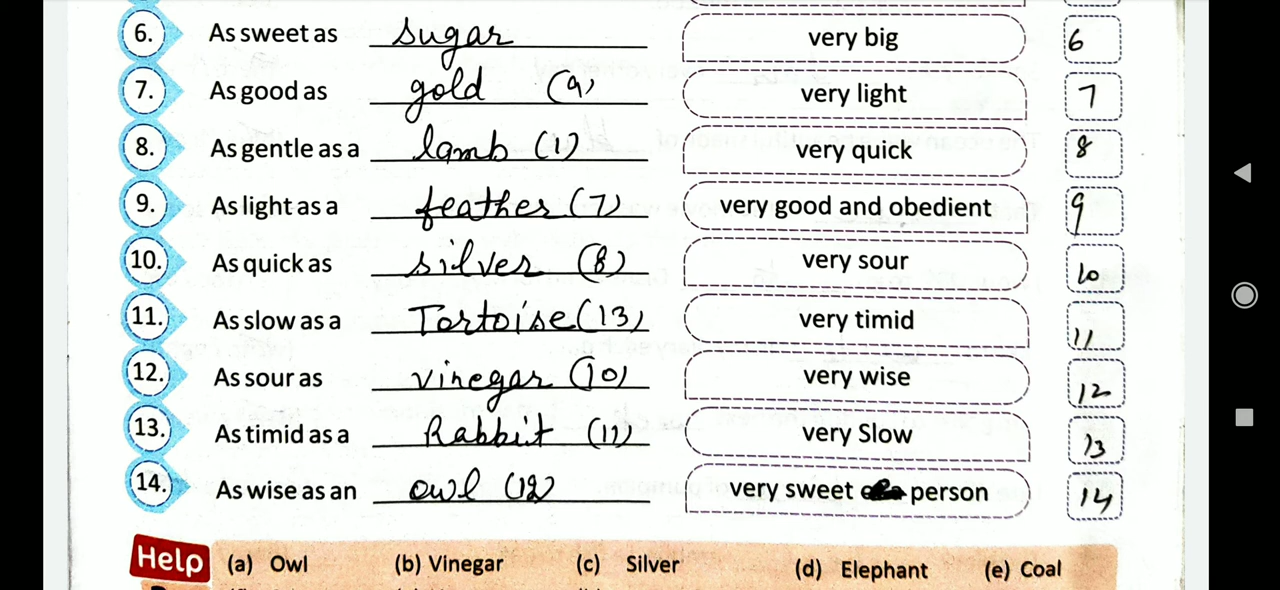 6. As sweet as sugar very big 6
7. As good as gold (9) very light 7
8. As gentle as a lamb (1) very quick 8
9. As light as a feather (7) very good and obedient 9
10. As quick as silver (8) very sour 10
11. As slow as a Tortoise (13) very timid 11
12. As sour as vinegar (10) very wise 12
13. As timid as a Rabbit (11) very Slow 13
14. As wise as an owl (12) very sweet person 14
Help (a) Owl (b) Vinegar (c) Silver (d) Elephant (e) Coal